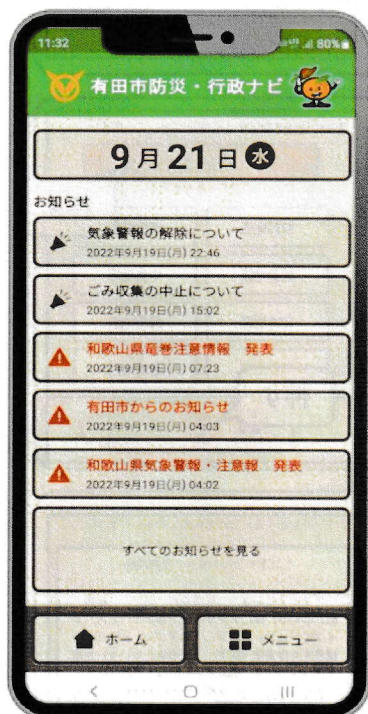 11:32
80%
有田市防災・行政ナビ
9月21日 水
お知らせ
気象警報の解除について
2022年9月19日(月) 22:46
ごみ収集の中止について
2022年9月19日(月) 15:02
和歌山県竜巻注意情報 発表
2022年9月19日(月) 07:23
有田市からのお知らせ
2022年9月19日(月) 04:03
和歌山県気象警報・注意報 発表
2022年9月19日(月) 04:02
すべてのお知らせを見る
ホーム
メニュー